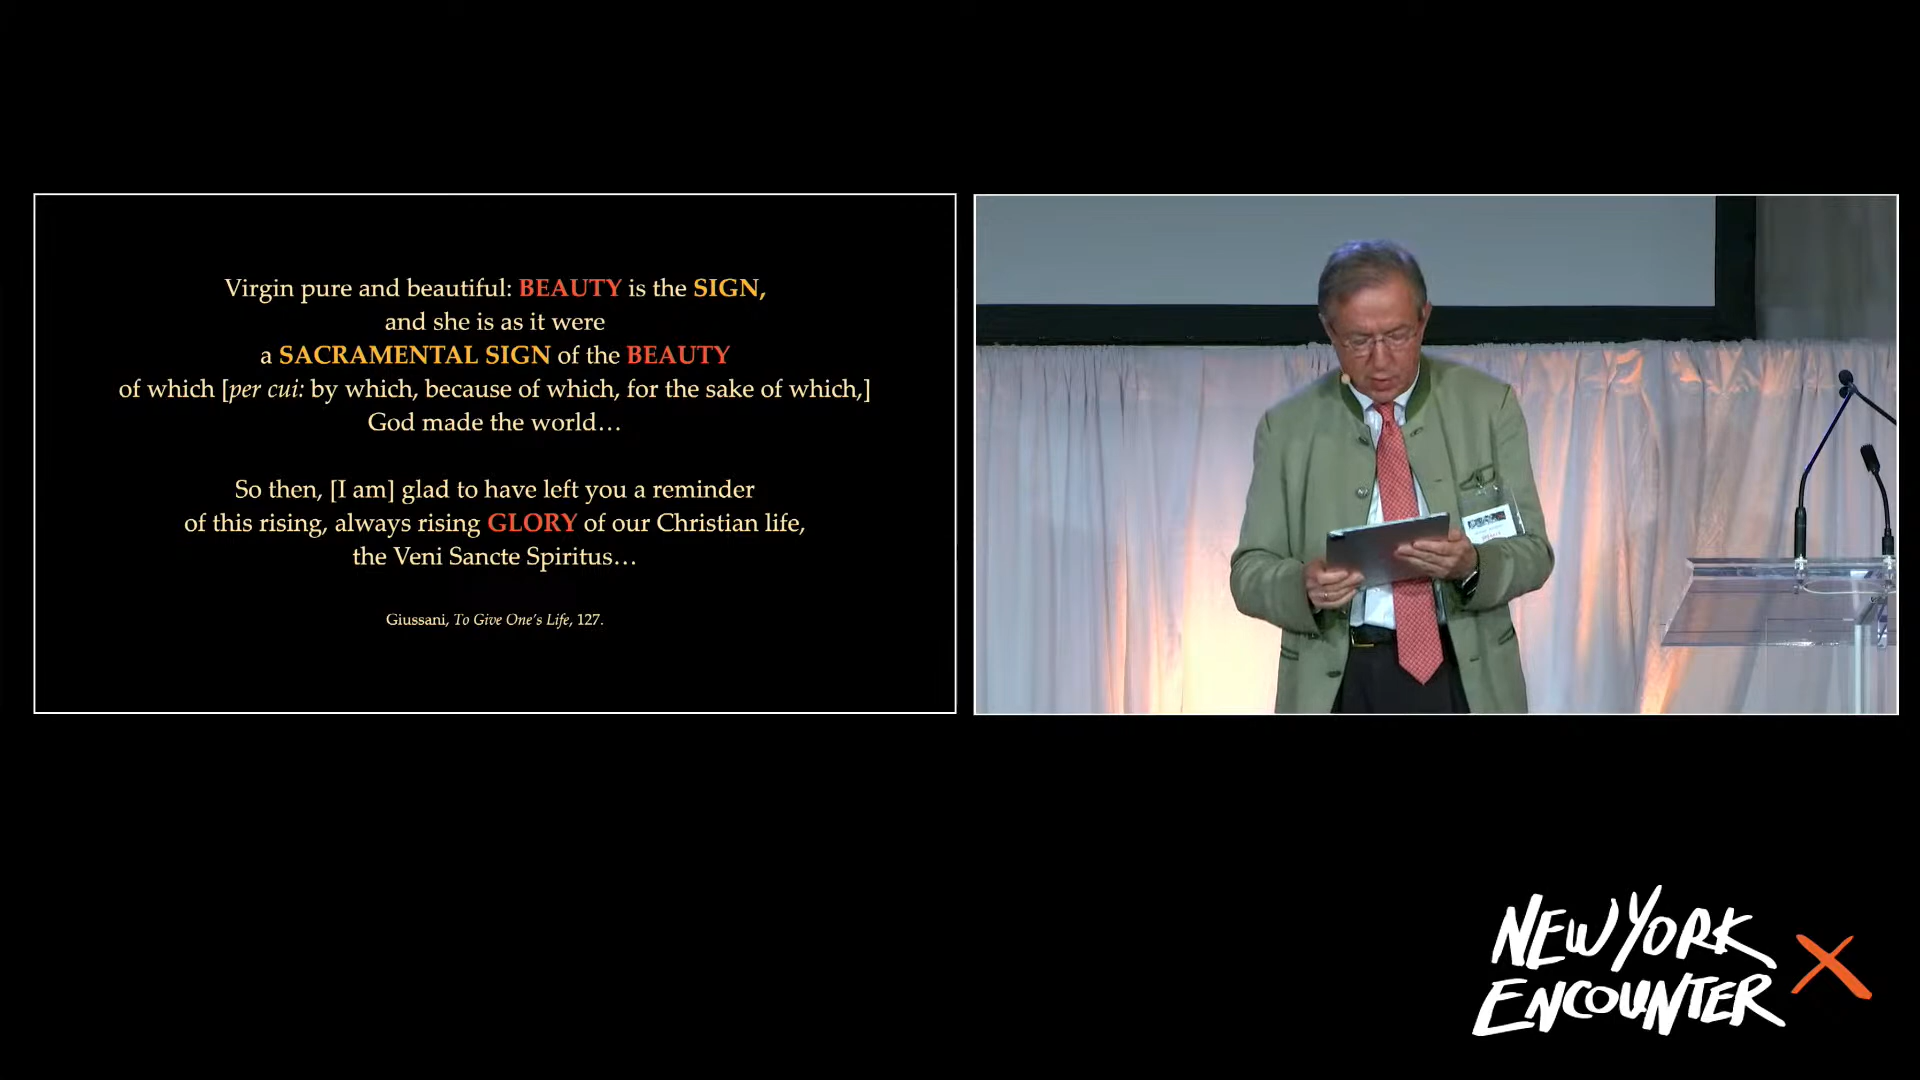 Virgin pure and beautiful: BEAUTY is the SIGN,
and she is as it were
a SACRAMENTAL SIGN of the BEAUTY
of which [per cui: by which, because of which, for the sake of which,]
God made the world…
So then, [I am] glad to have left you a reminder
of this rising, always rising GLORY of our Christian life,
the Veni Sancte Spiritus…
Giussani, To Give One's Life, 127.
NEW YORK
ENCOUNTER